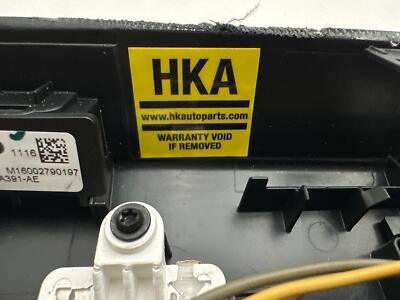 HKA
www.hkautoparts.com
WARRANTY VOID
IF REMOVED
1116
M16002790197
A391-AE